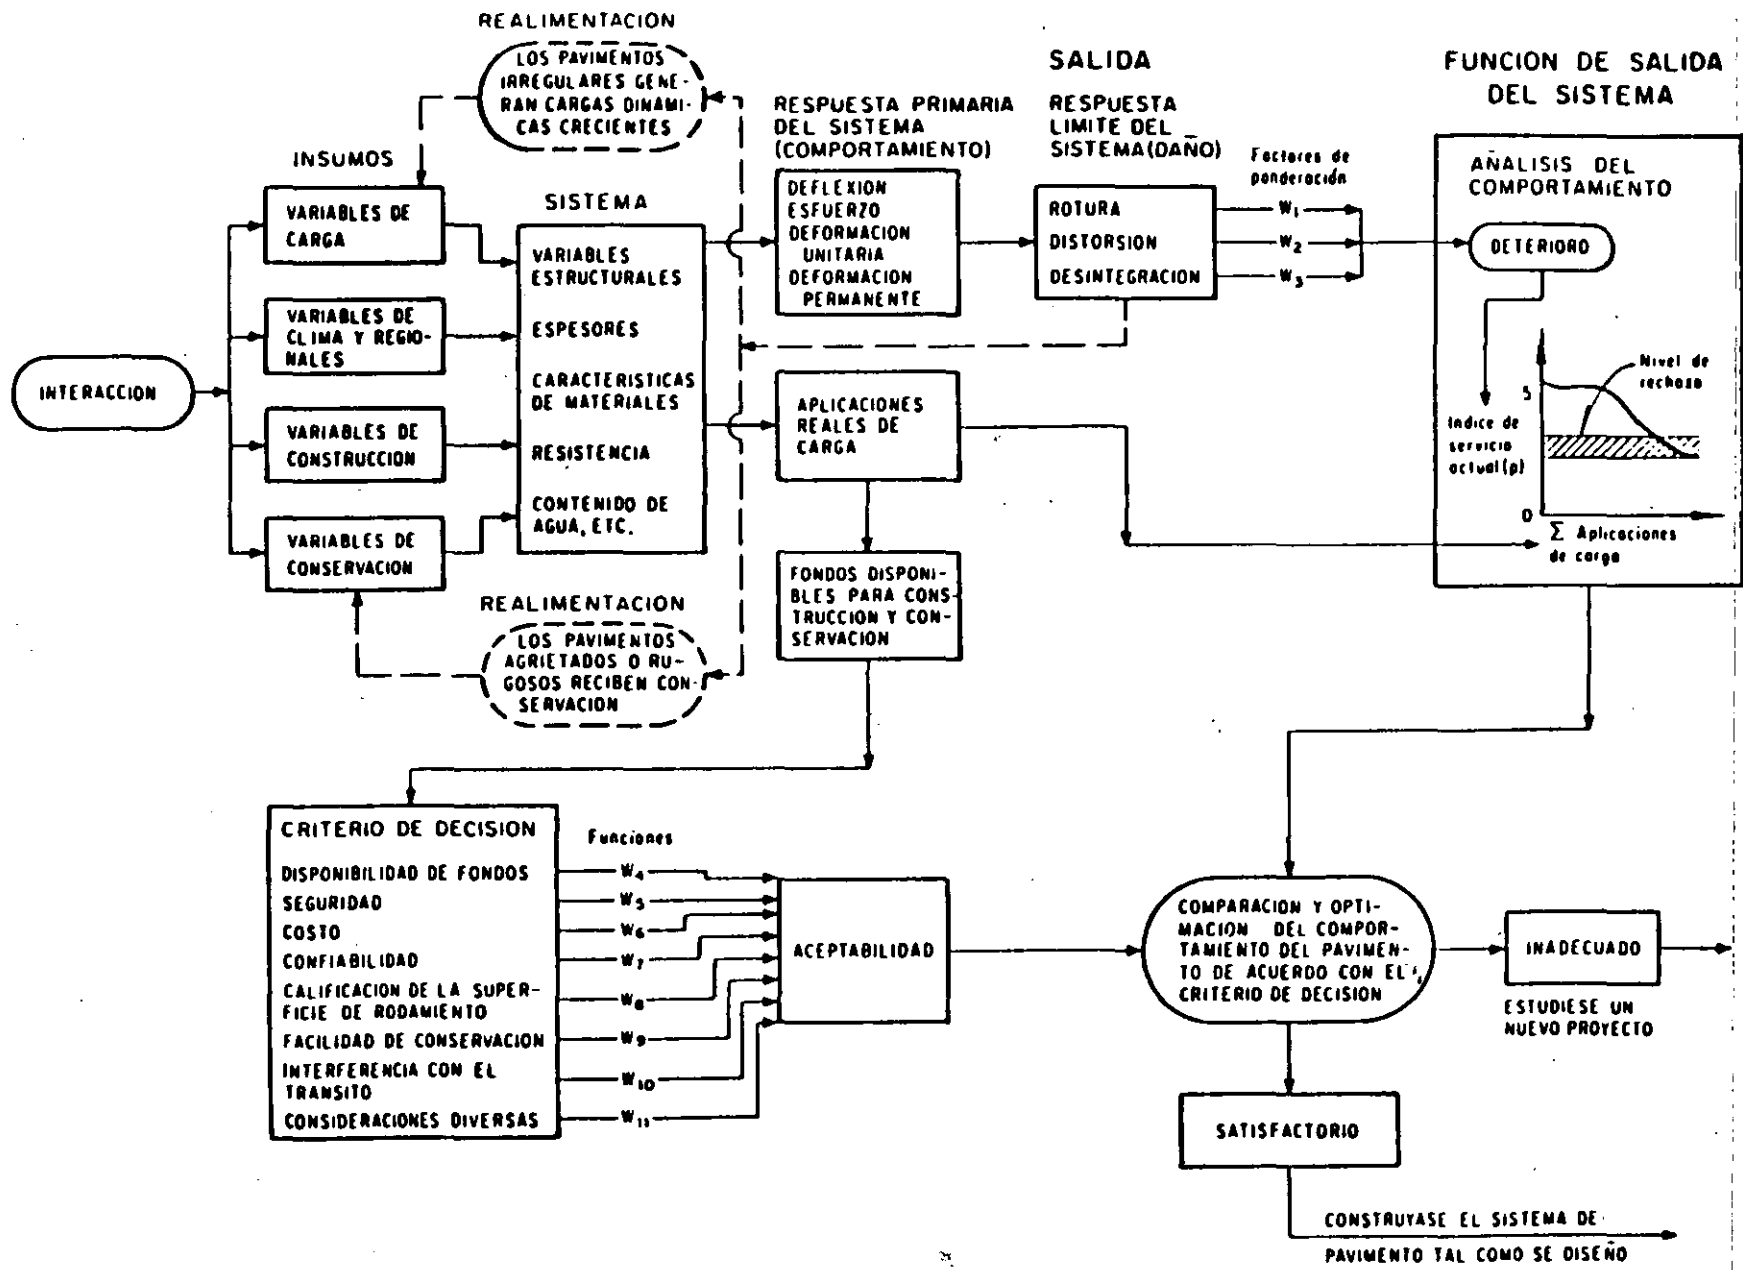 REALIMENTACION
LOS PAVIMENTOS
IRREGULARES GENE-
RAN CARGAS DINAMI-
CAS CRECIENTES
INSUMOS
VARIABLES DE
CARGA
VARIABLES DE
CLIMA Y REGIO-
NALES
INTERACCION
VARIABLES DE
CONSTRUCCION
VARIABLES DE
CONSERVACION
SISTEMA
VARIABLES
ESTRUCTURALES
ESPESORES
CARACTERISTICAS
DE MATERIALES
RESISTENCIA
CONTENIDO DE
AGUA, ETC.
REALIMENTACION
LOS PAVIMENTOS
AGRIETADOS O RU-
GOSOS RECIBEN CON-
SERVACION
RESPUESTA PRIMARIA
DEL SISTEMA
(COMPORTAMIENTO)
DEFLEXION
ESFUERZO
DEFORMACION
UNITARIA
DEFORMACION
PERMANENTE
APLICACIONES
REALES DE
CARGA
FONDOS DISPONI-
BLES PARA CONS-
TRUCCION Y CON-
SERVACION
SALIDA
RESPUESTA
LIMITE DEL
SISTEMA (DAÑO)
ROTURA
DISTORSION
DESINTEGRACION
Factores de
ponderación
W1
W2
W3
FUNCION DE SALIDA
DEL SISTEMA
AÑALISIS DEL
COMPORTAMIENTO
DETERIORO
Nivel de
rechazo
5
Indice de
servicio
actual (p)
0
Σ Aplicaciones
de carga
CRITERIO DE DECISION
DISPONIBILIDAD DE FONDOS
SEGURIDAD
COSTO
CONFIABILIDAD
CALIFICACION DE LA SUPER-
FICIE DE RODAMIENTO
FACILIDAD DE CONSERVACION
INTERFERENCIA CON EL
TRANSITO
CONSIDERACIONES DIVERSAS
Funciones
W4
W5
W6
W7
W8
W9
W10
W11
ACEPTABILIDAD
COMPARACION Y OPTI-
MACION DEL COMPOR-
TAMIENTO DEL PAVIMEN-
TO DE ACUERDO CON EL
CRITERIO DE DECISION
INADECUADO
ESTUDIESE UN
NUEVO PROYECTO
SATISFACTORIO
CONSTRUYASE EL SISTEMA DE
PAVIMENTO TAL COMO SE DISEÑO